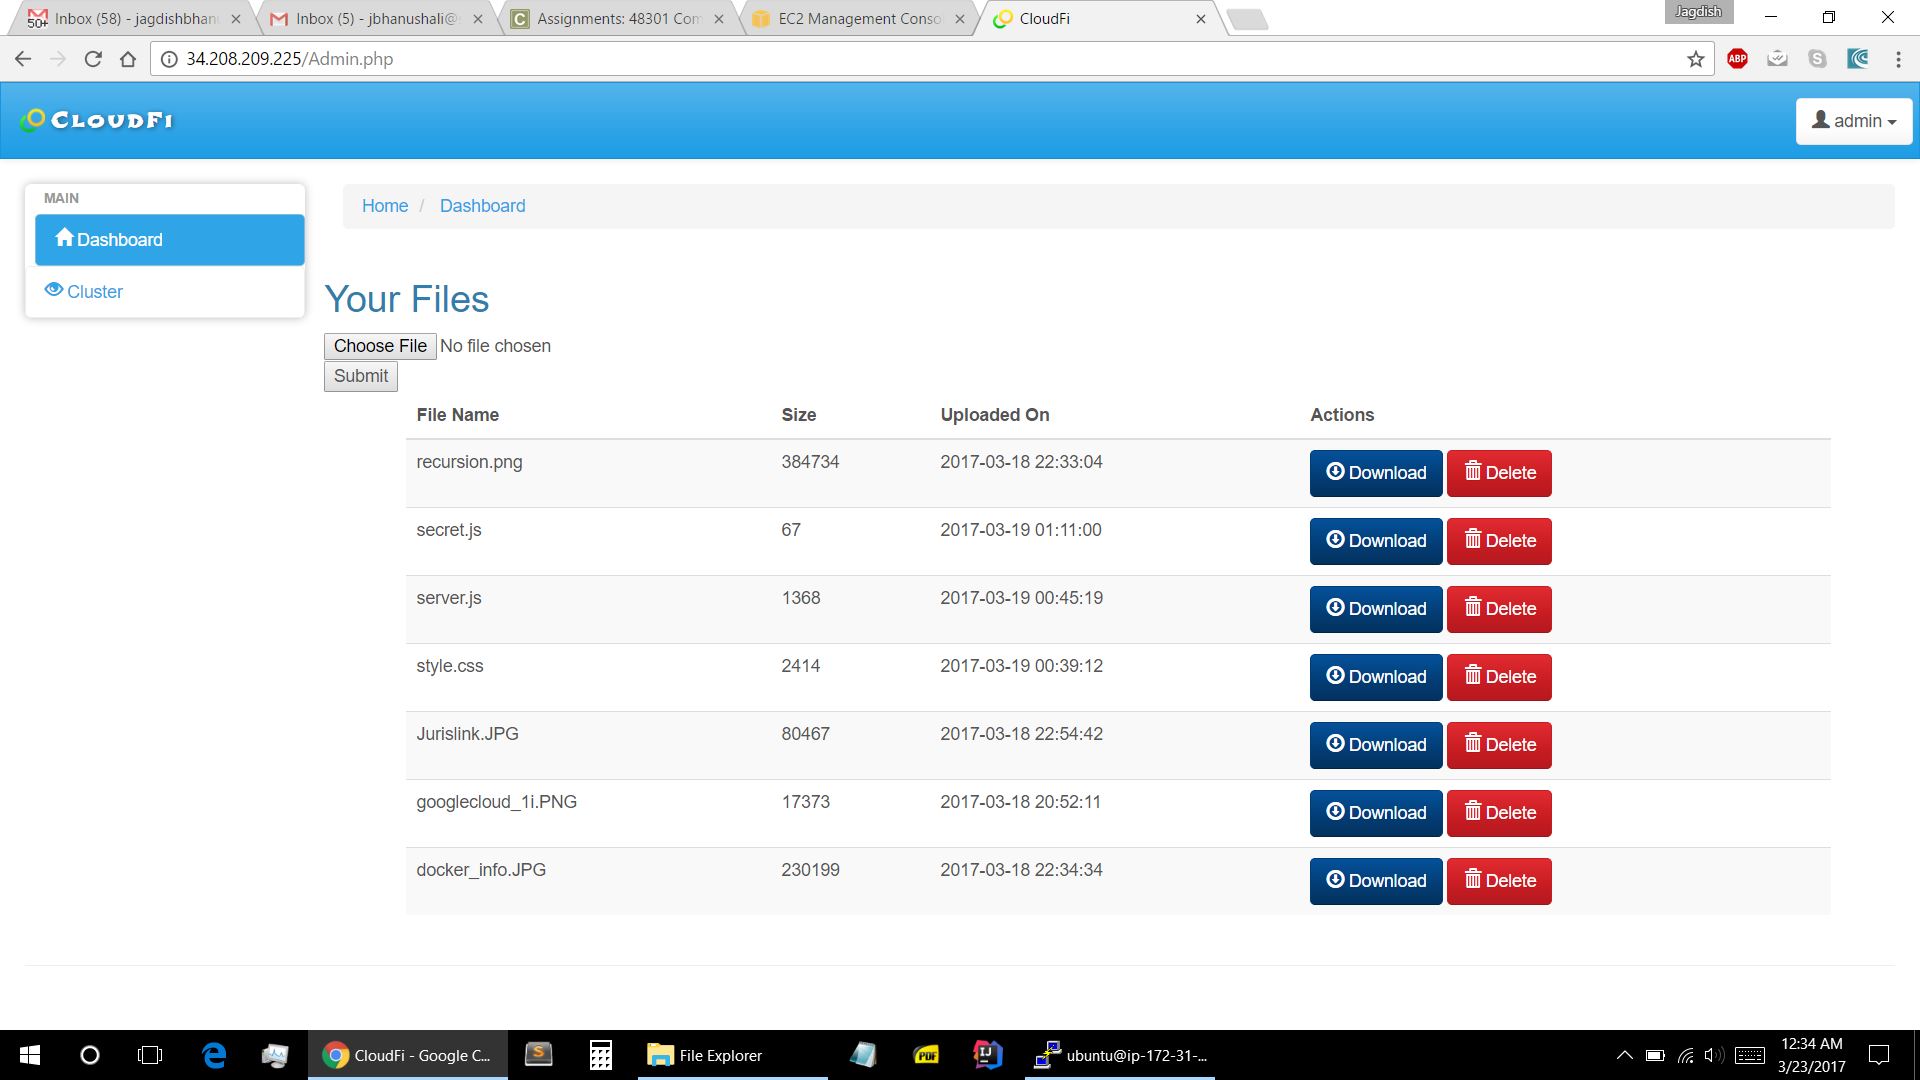 Jagdish
50+ Inbox (58) - jagdishbhanu
Inbox (5) - jbhanushali@
Assignments: 48301 Com
EC2 Management Consol
CloudFi
34.208.209.225/Admin.php
ABP
CloudFi
admin
MAIN
Dashboard
Cluster
Home / Dashboard
Your Files
Choose File No file chosen
Submit
File Name Size Uploaded On Actions
recursion.png 384734 2017-03-18 22:33:04 Download Delete
secret.js 67 2017-03-19 01:11:00 Download Delete
server.js 1368 2017-03-19 00:45:19 Download Delete
style.css 2414 2017-03-19 00:39:12 Download Delete
Jurislink.JPG 80467 2017-03-18 22:54:42 Download Delete
googlecloud_1i.PNG 17373 2017-03-18 20:52:11 Download Delete
docker_info.JPG 230199 2017-03-18 22:34:34 Download Delete
CloudFi - Google C...
File Explorer
PDF
IJ
ubuntu@ip-172-31-...
12:34 AM
3/23/2017